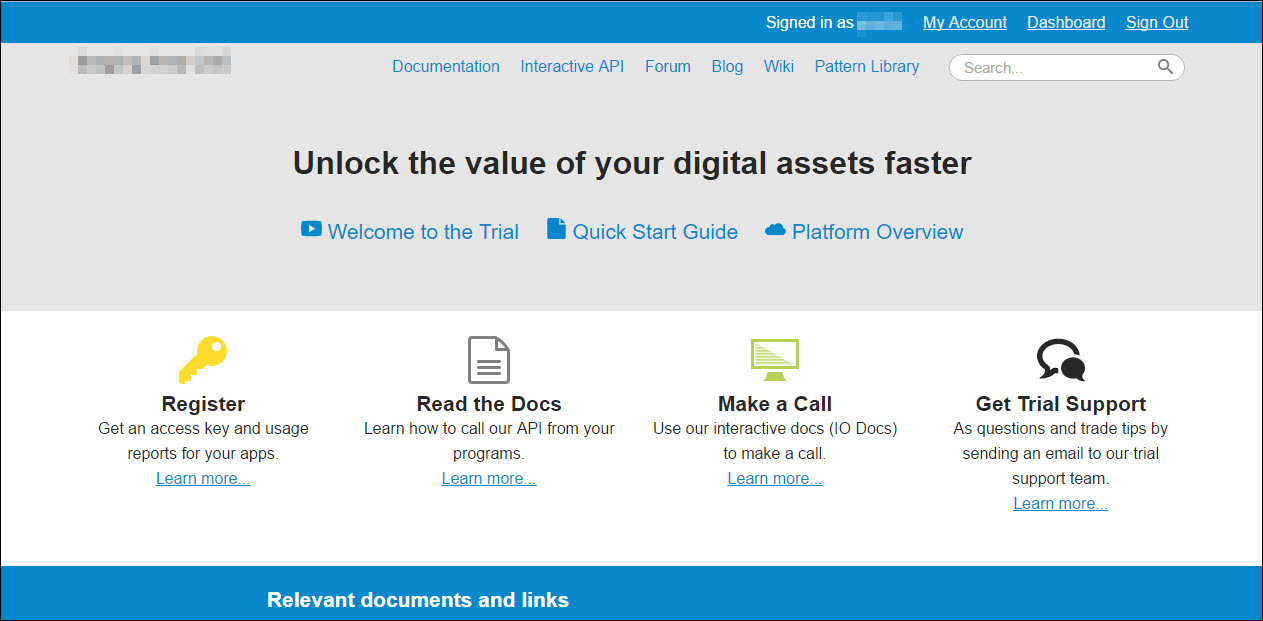 Signed in as My Account Dashboard Sign Out
Documentation Interactive API Forum Blog Wiki Pattern Library Search...
Unlock the value of your digital assets faster
Welcome to the Trial Quick Start Guide Platform Overview
Register
Get an access key and usage
reports for your apps.
Learn more...
Read the Docs
Learn how to call our API from your
programs.
Learn more...
Make a Call
Use our interactive docs (IO Docs)
to make a call.
Learn more...
Get Trial Support
As questions and trade tips by
sending an email to our trial
support team.
Learn more...
Relevant documents and links